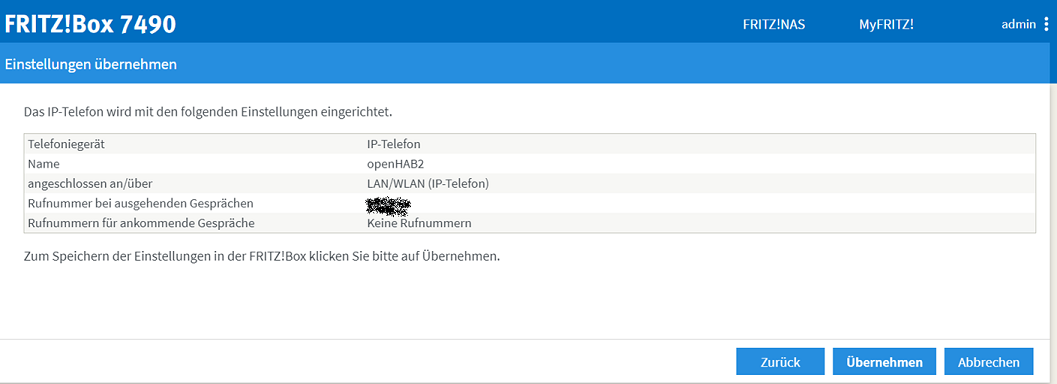 FRITZ!Box 7490 FRITZ!NAS MyFRITZ! admin
Einstellungen übernehmen
Das IP-Telefon wird mit den folgenden Einstellungen eingerichtet.
Telefoniegerät IP-Telefon
Name openHAB2
angeschlossen an/über LAN/WLAN (IP-Telefon)
Rufnummer bei ausgehenden Gesprächen
Rufnummern für ankommende Gespräche Keine Rufnummern
Zum Speichern der Einstellungen in der FRITZ!Box klicken Sie bitte auf Übernehmen.
Zurück Übernehmen Abbrechen